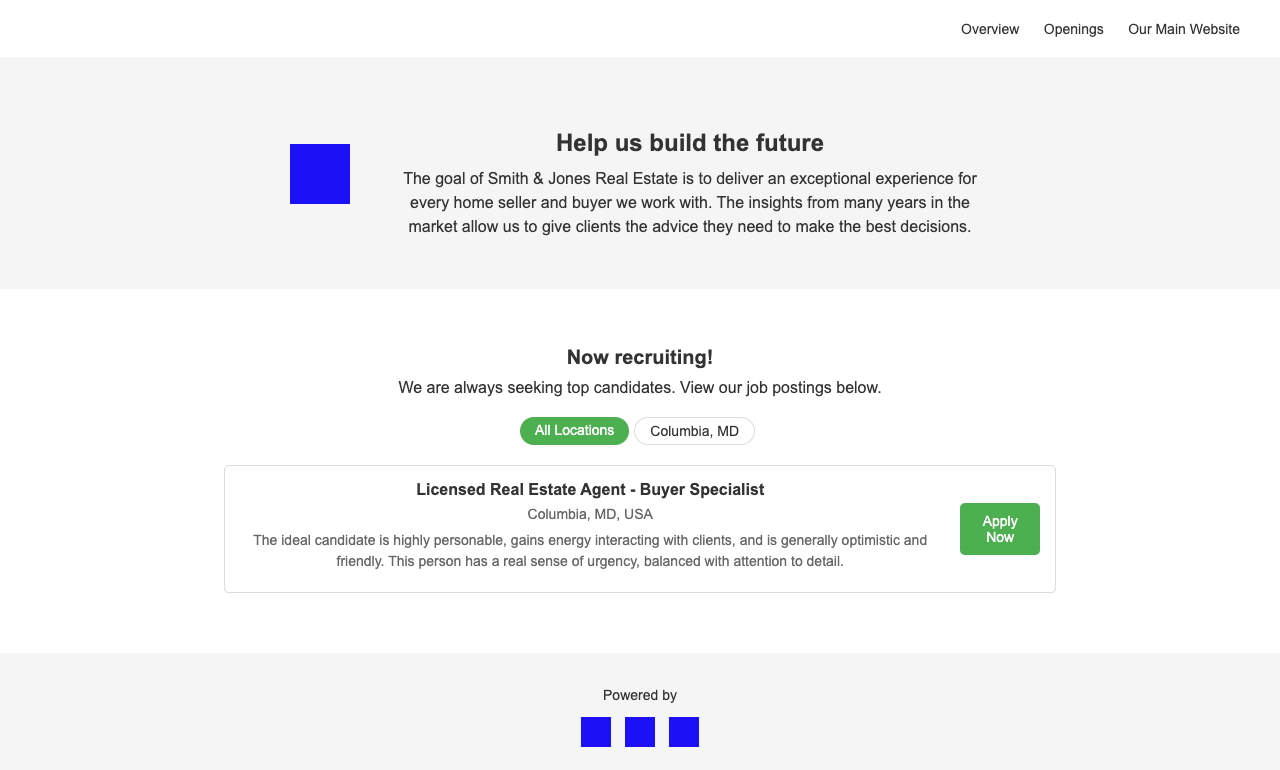 Overview Openings Our Main Website
Help us build the future
The goal of Smith & Jones Real Estate is to deliver an exceptional experience for
every home seller and buyer we work with. The insights from many years in the
market allow us to give clients the advice they need to make the best decisions.
Now recruiting!
We are always seeking top candidates. View our job postings below.
All Locations Columbia, MD
Licensed Real Estate Agent - Buyer Specialist
Columbia, MD, USA
The ideal candidate is highly personable, gains energy interacting with clients, and is generally optimistic and
friendly. This person has a real sense of urgency, balanced with attention to detail.
Apply
Now
Powered by